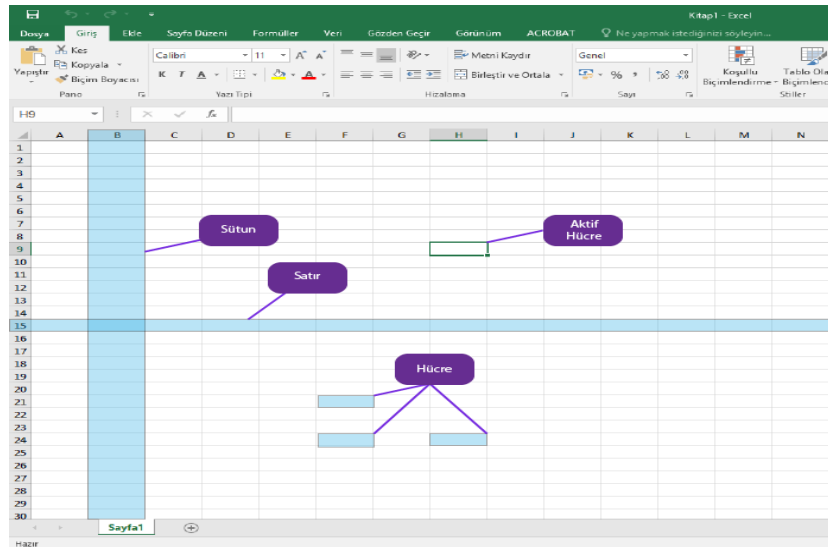 Kitap1 - Excel
Dosya Giriş Ekle Sayfa Düzeni Formüller Veri Gözden Geçir Görünüm ACROBAT Ne yapmak istediğinizi söyleyin...
Kes
Kopyala
Biçim Boyacısı
Yapıştır
Pano
Calibri 11
K T A
Yazı Tipi
Metni Kaydır
Birleştir ve Ortala
Hizalama
Genel
% ,
Sayı
Koşullu
Biçimlendirme
Tablo Ola
Biçimlend
Stiller
H9 fx
A B C D E F G H I J K L M N
1
2
3
4
5
6
7
8
9
10
11
12
13
14
15
16
17
18
19
20
21
22
23
24
25
26
27
28
29
30
Sütun
Aktif
Hücre
Satır
Hücre
Sayfa1
Hazır